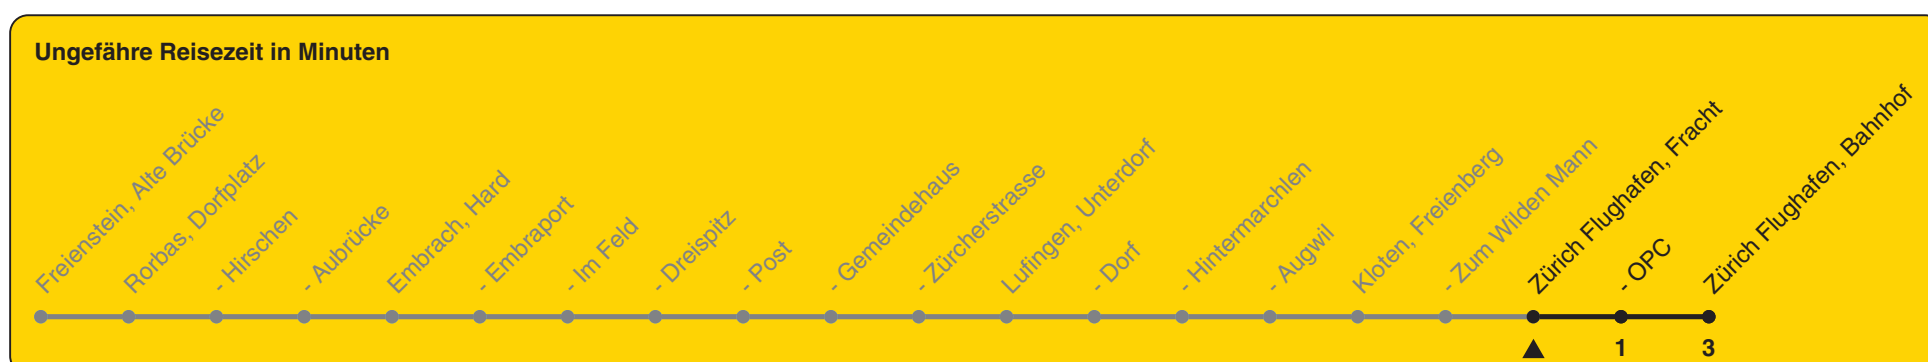 Ungefähre Reisezeit in Minuten
Freienstein, Alte Brücke
Rorbas, Dorfplatz
- Hirschen
- Aubrücke
Embrach, Hard
- Embraport
- Im Feld
- Dreispitz
- Post
- Gemeindehaus
- Zürcherstrasse
Lufingen, Unterdorf
- Dorf
- Hintermarchlen
- Augwil
Kloten, Freienberg
- Zum Wilden Mann
Zürich Flughafen, Fracht
- OPC
Zürich Flughafen, Bahnhof
1 3